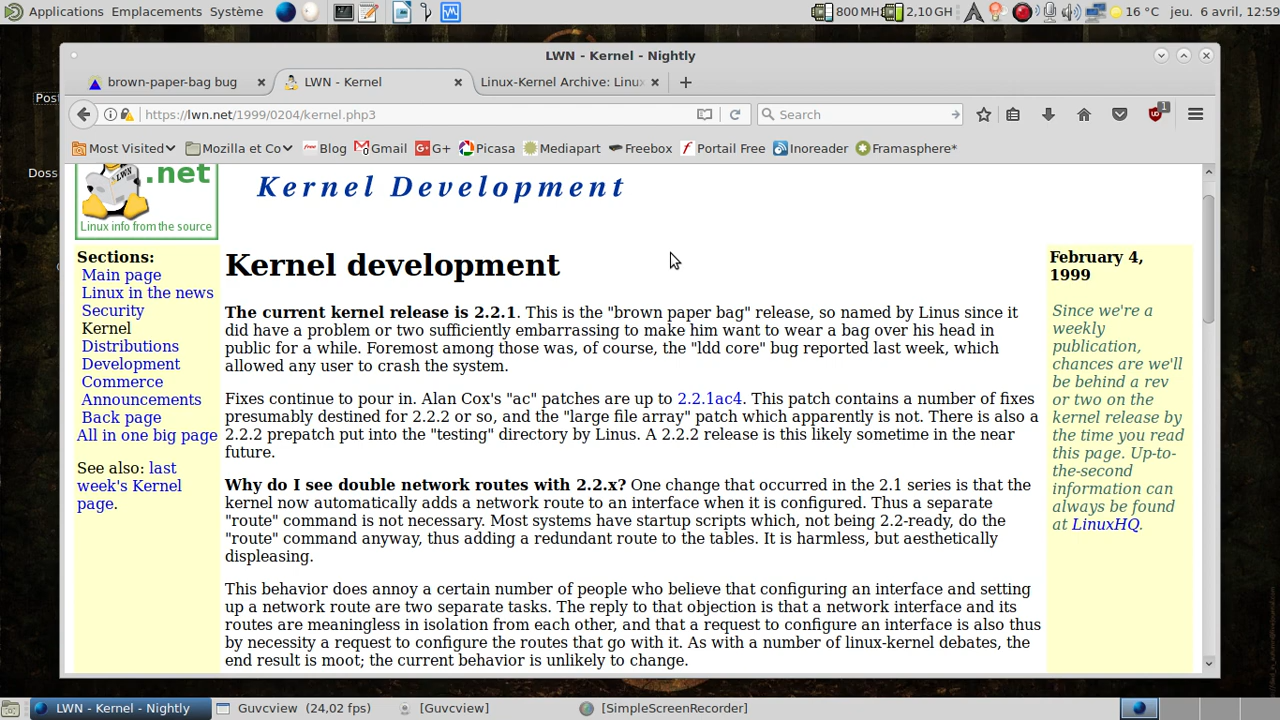 Applications Emplacements Système 800 MH 2,10 GH 16 °C jeu. 6 avril, 12:59
LWN - Kernel - Nightly
brown-paper-bag bug LWN - Kernel Linux-Kernel Archive: Linu
https://lwn.net/1999/0204/kernel.php3 Search 1
Most Visited Mozilla et Co Blog Gmail G+ Picasa Mediapart Freebox Portail Free Inoreader Framasphere*
Post
Doss
LWN
.net
Linux info from the source
Kernel Development
Sections:
Main page
Linux in the news
Security
Kernel
Distributions
Development
Commerce
Announcements
Back page
All in one big page
See also: last
week's Kernel
page.
Kernel development
The current kernel release is 2.2.1. This is the "brown paper bag" release, so named by Linus since it
did have a problem or two sufficiently embarrassing to make him want to wear a bag over his head in
public for a while. Foremost among those was, of course, the "ldd core" bug reported last week, which
allowed any user to crash the system.
Fixes continue to pour in. Alan Cox's "ac" patches are up to 2.2.1ac4. This patch contains a number of fixes
presumably destined for 2.2.2 or so, and the "large file array" patch which apparently is not. There is also a
2.2.2 prepatch put into the "testing" directory by Linus. A 2.2.2 release is this likely sometime in the near
future.
Why do I see double network routes with 2.2.x? One change that occurred in the 2.1 series is that the
kernel now automatically adds a network route to an interface when it is configured. Thus a separate
"route" command is not necessary. Most systems have startup scripts which, not being 2.2-ready, do the
"route" command anyway, thus adding a redundant route to the tables. It is harmless, but aesthetically
displeasing.
This behavior does annoy a certain number of people who believe that configuring an interface and setting
up a network route are two separate tasks. The reply to that objection is that a network interface and its
routes are meaningless in isolation from each other, and that a request to configure an interface is also thus
by necessity a request to configure the routes that go with it. As with a number of linux-kernel debates, the
end result is moot; the current behavior is unlikely to change.
February 4,
1999
Since we're a
weekly
publication,
chances are we'll
be behind a rev
or two on the
kernel release by
the time you read
this page. Up-to-
the-second
information can
always be found
at LinuxHQ.
LWN - Kernel - Nightly Guvcview (24,02 fps) [Guvcview] [SimpleScreenRecorder]